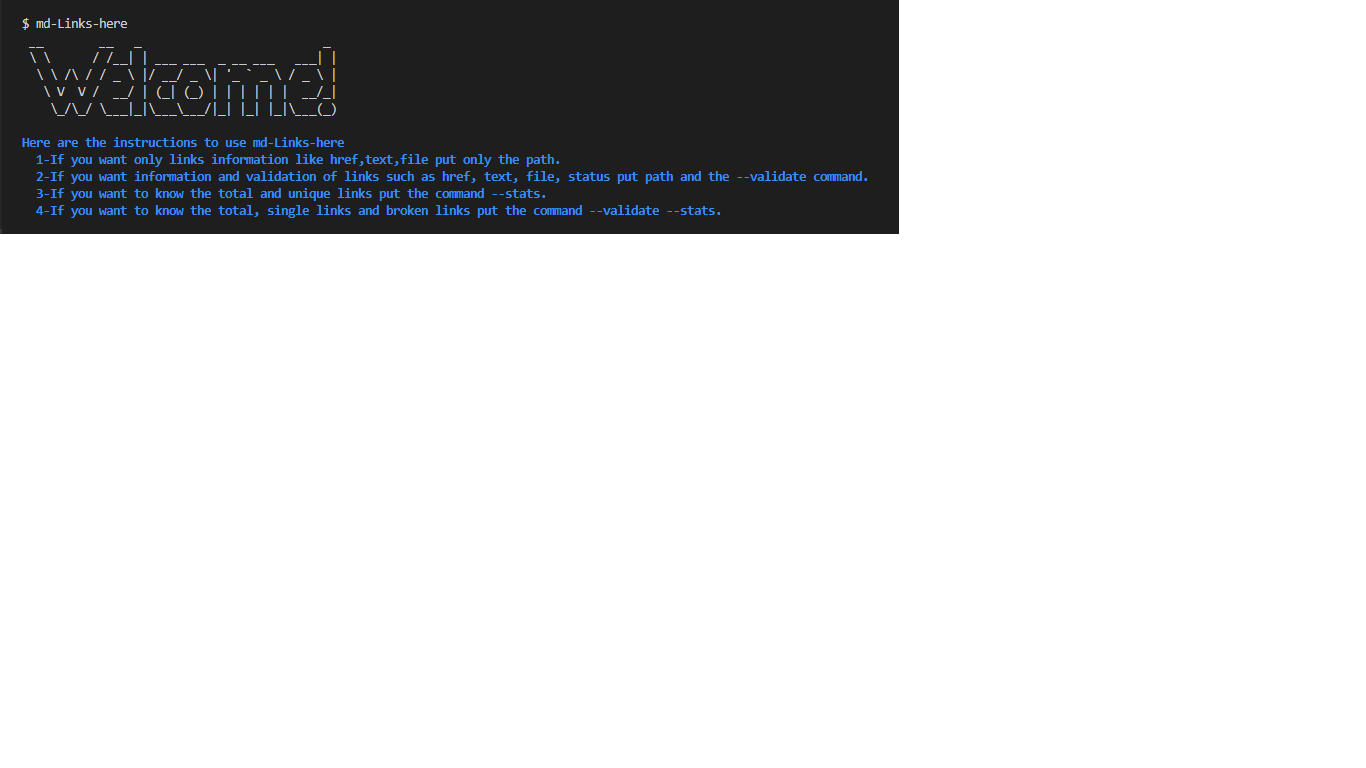 $ md-Links-here
Welcome!
Here are the instructions to use md-Links-here
1-If you want only links information like href,text,file put only the path.
2-If you want information and validation of links such as href, text, file, status put path and the --validate command.
3-If you want to know the total and unique links put the command --stats.
4-If you want to know the total, single links and broken links put the command --validate --stats.